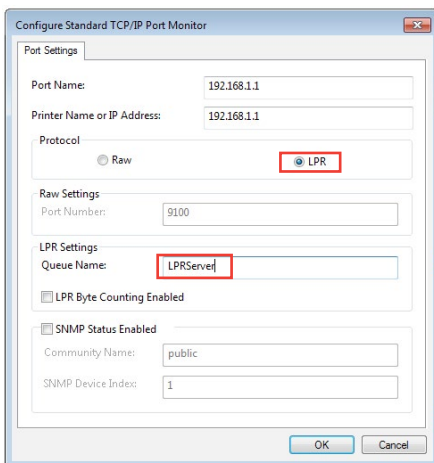 Configure Standard TCP/IP Port Monitor
Port Settings
Port Name: 192.168.1.1
Printer Name or IP Address: 192.168.1.1
Protocol
Raw LPR
Raw Settings
Port Number: 9100
LPR Settings
Queue Name: LPRServer
LPR Byte Counting Enabled
SNMP Status Enabled
Community Name: public
SNMP Device Index: 1
OK Cancel